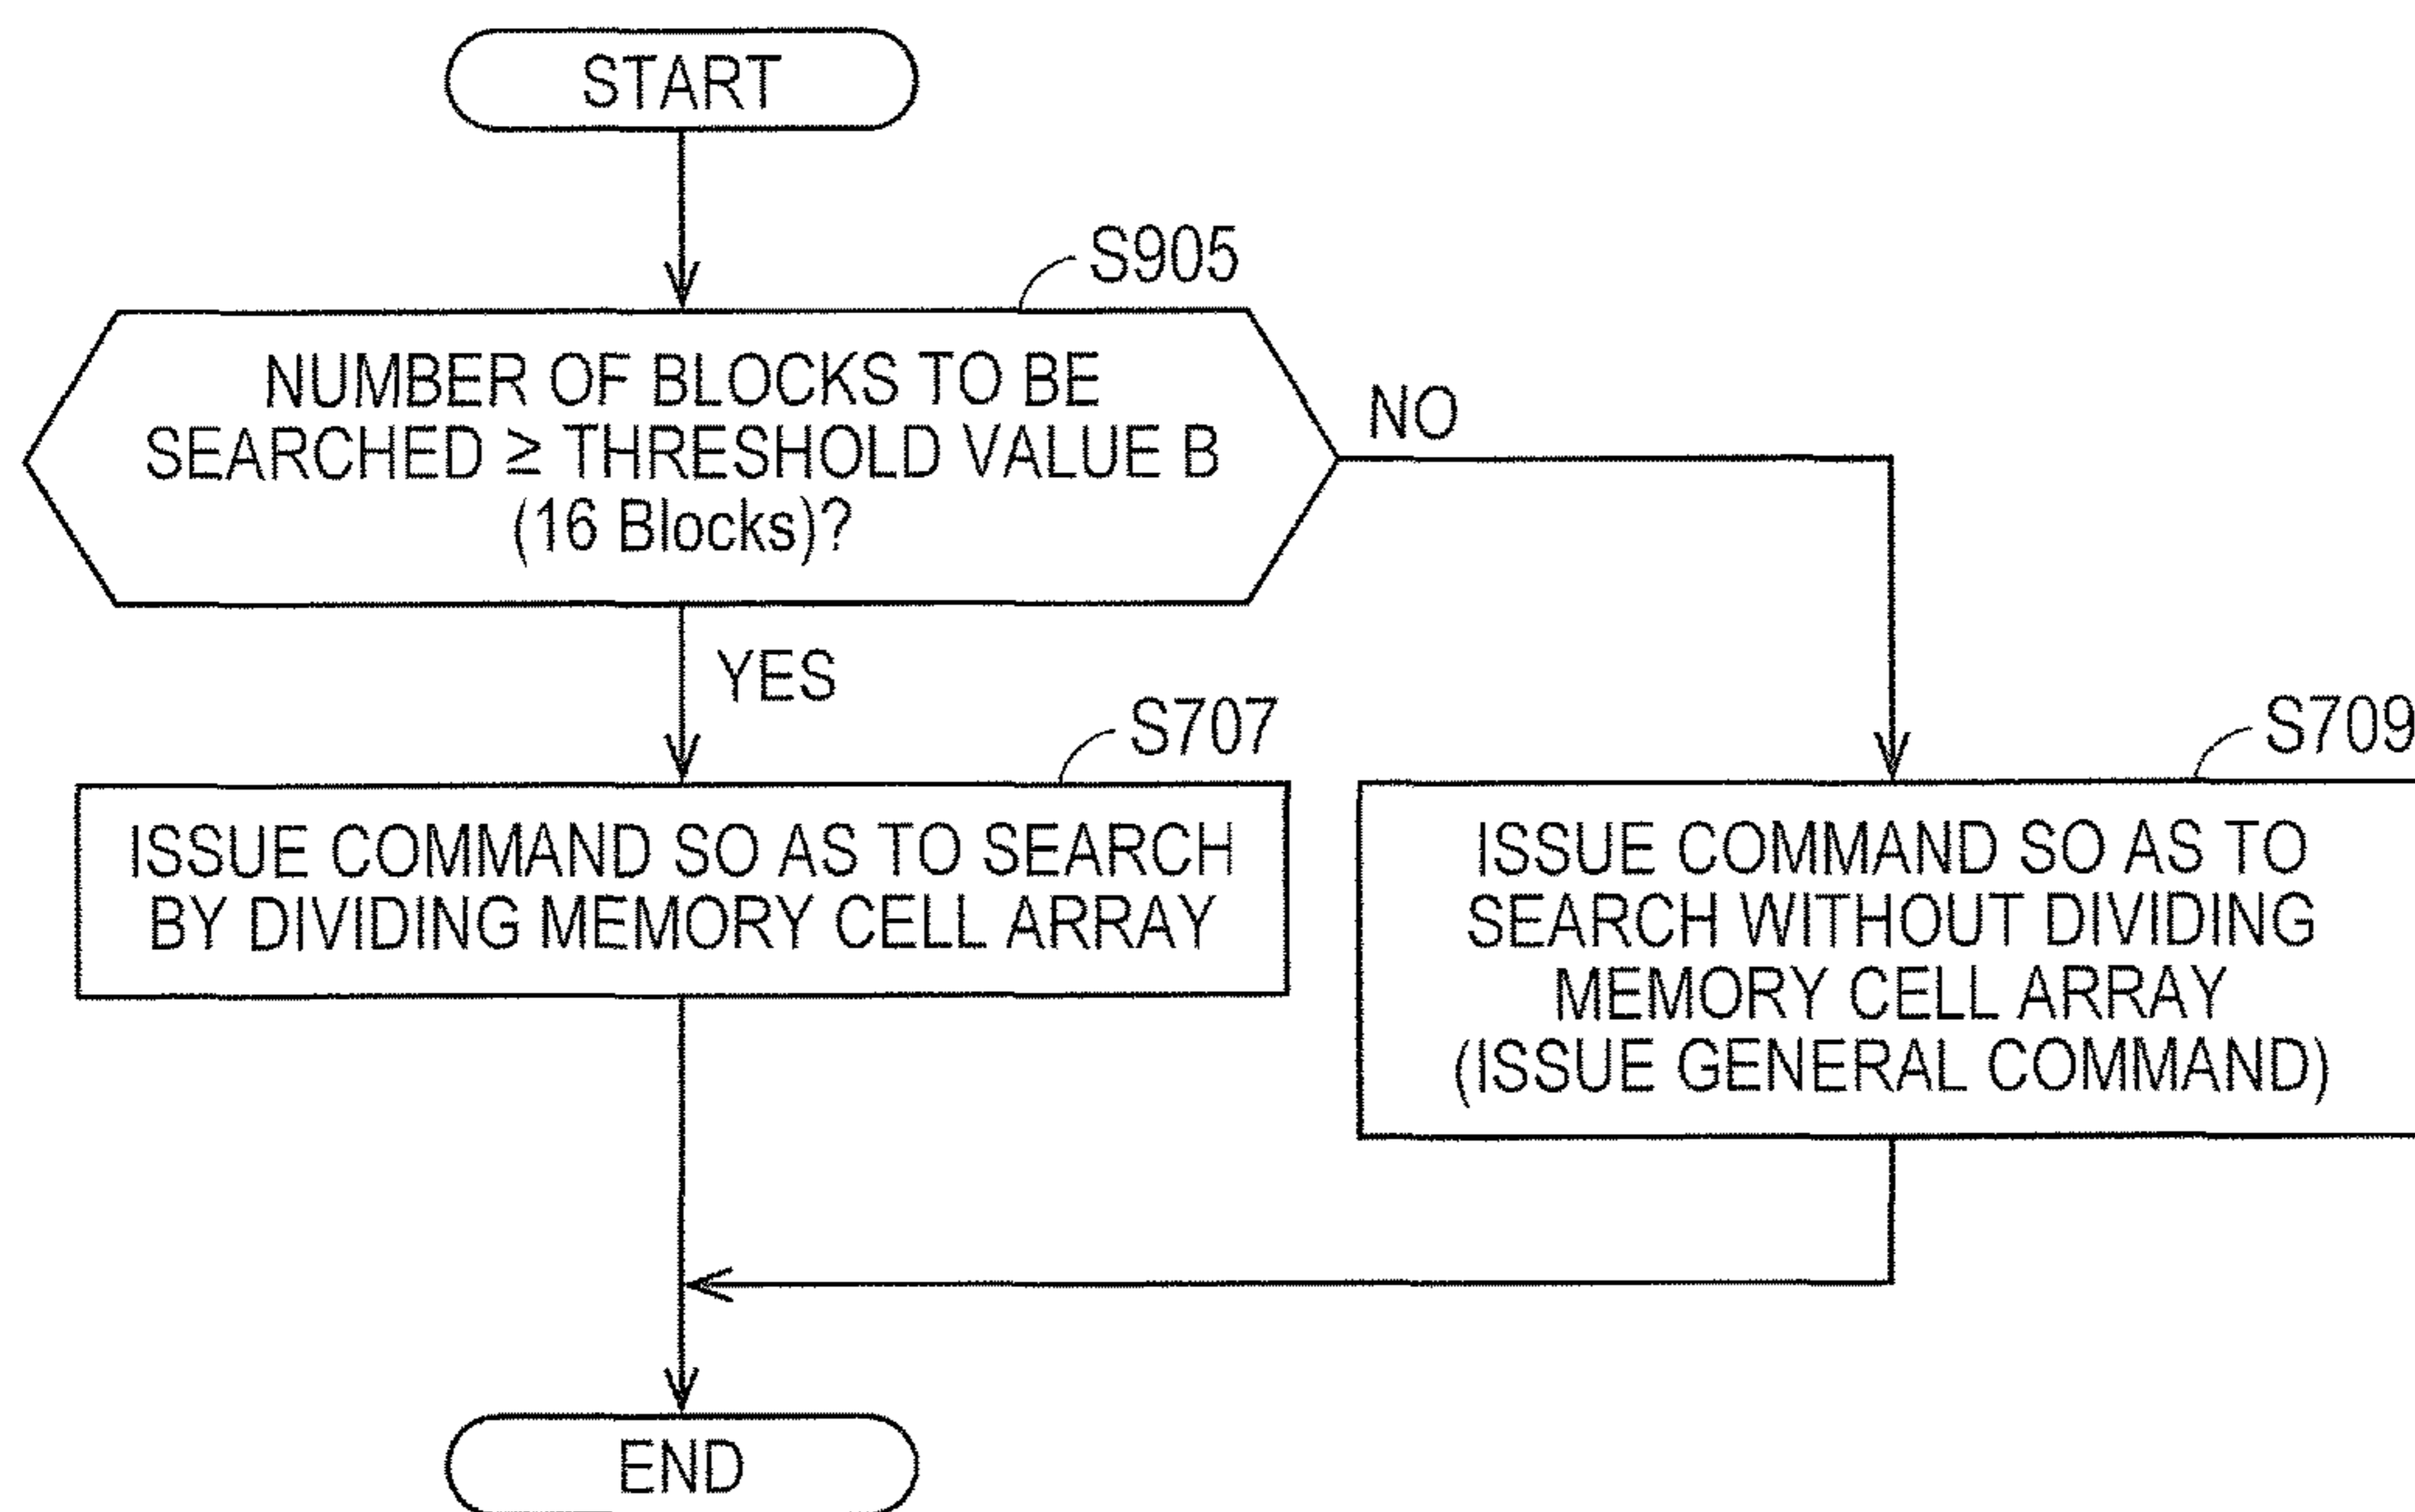 START
S905
NUMBER OF BLOCKS TO BE
SEARCHED ≥ THRESHOLD VALUE B
(16 Blocks)?
NO
YES
S707
ISSUE COMMAND SO AS TO SEARCH
BY DIVIDING MEMORY CELL ARRAY
S709
ISSUE COMMAND SO AS TO
SEARCH WITHOUT DIVIDING
MEMORY CELL ARRAY
(ISSUE GENERAL COMMAND)
END